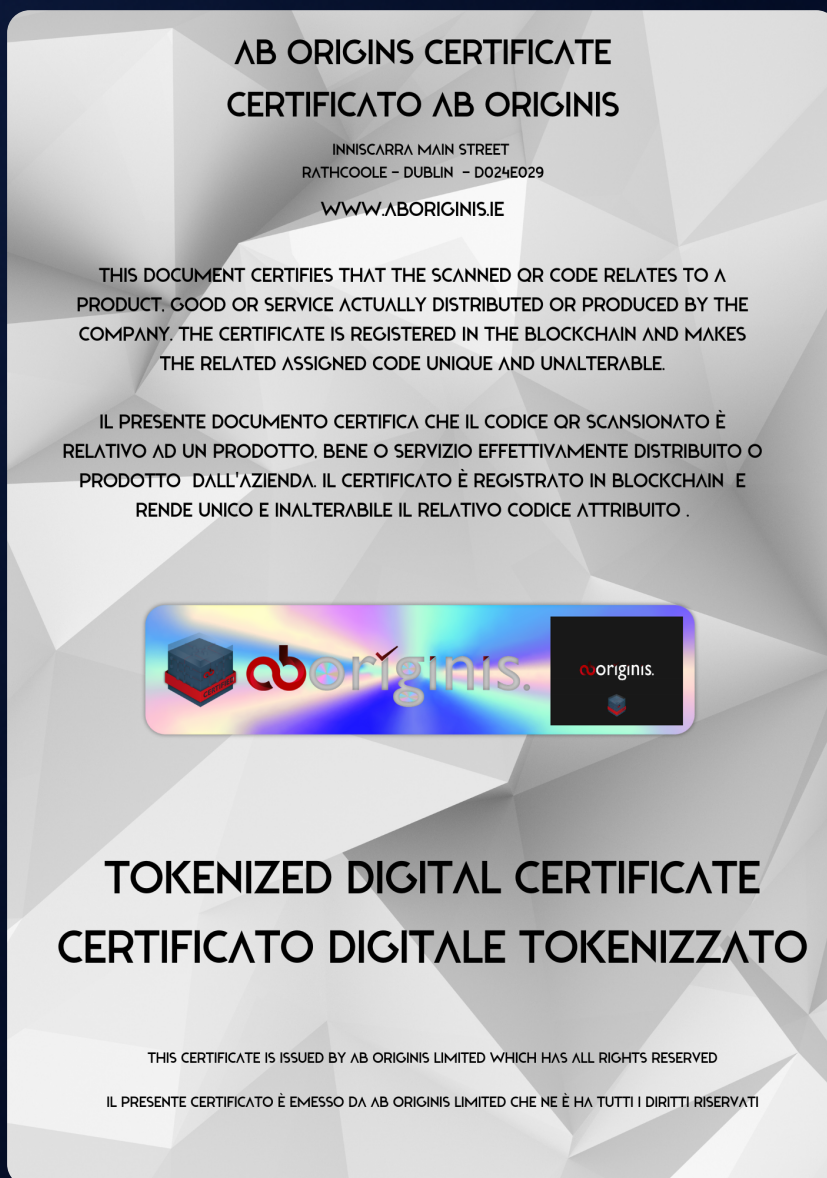 AB ORIGINS CERTIFICATE
CERTIFICATO AB ORIGINIS
INNISCARRA MAIN STREET
RATHCOOLE - DUBLIN - D024E029
WWW.ABORIGINIS.IE
THIS DOCUMENT CERTIFIES THAT THE SCANNED QR CODE RELATES TO A
PRODUCT, GOOD OR SERVICE ACTUALLY DISTRIBUTED OR PRODUCED BY THE
COMPANY. THE CERTIFICATE IS REGISTERED IN THE BLOCKCHAIN AND MAKES
THE RELATED ASSIGNED CODE UNIQUE AND UNALTERABLE.
IL PRESENTE DOCUMENTO CERTIFICA CHE IL CODICE QR SCANSIONATO È
RELATIVO AD UN PRODOTTO, BENE O SERVIZIO EFFETTIVAMENTE DISTRIBUITO O
PRODOTTO DALL'AZIENDA. IL CERTIFICATO È REGISTRATO IN BLOCKCHAIN E
RENDE UNICO E INALTERABILE IL RELATIVO CODICE ATTRIBUITO .
aboriginis.
aboriginis.
TOKENIZED DIGITAL CERTIFICATE
CERTIFICATO DIGITALE TOKENIZZATO
THIS CERTIFICATE IS ISSUED BY AB ORIGINIS LIMITED WHICH HAS ALL RIGHTS RESERVED
IL PRESENTE CERTIFICATO È EMESSO DA AB ORIGINIS LIMITED CHE NE È HA TUTTI I DIRITTI RISERVATI